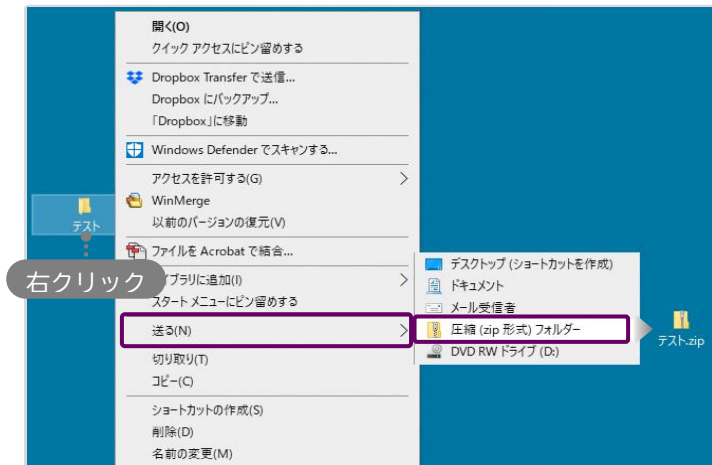 開く(O)
クイック アクセスにピン留めする
Dropbox Transfer で送信...
Dropbox にバックアップ...
「Dropbox」に移動
Windows Defender でスキャンする...
アクセスを許可する(G)
WinMerge
以前のバージョンの復元(V)
テスト
ファイルを Acrobat で結合...
右クリック
イブラリに追加(I)
スタート メニューにピン留めする
送る(N)
切り取り(T)
コピー(C)
ショートカットの作成(S)
削除(D)
名前の変更(M)
デスクトップ (ショートカットを作成)
ドキュメント
メール受信者
圧縮 (zip 形式) フォルダー
DVD RW ドライブ (D:)
テスト.zip